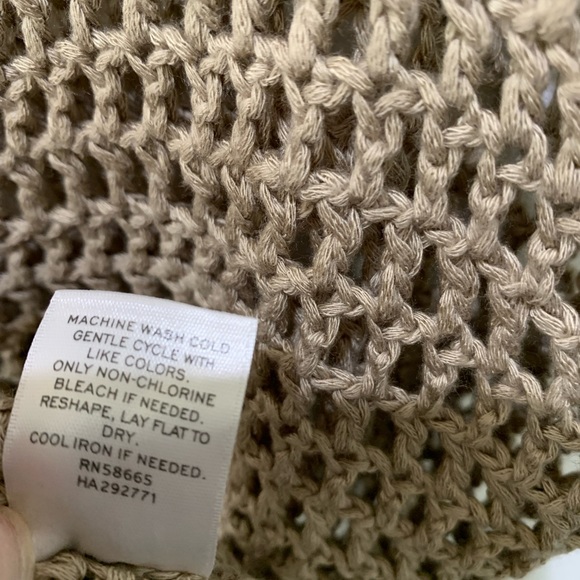 MACHINE WASH COLD
GENTLE CYCLE WITH
LIKE COLORS.
ONLY NON-CHLORINE
BLEACH IF NEEDED.
RESHAPE, LAY FLAT TO
DRY.
COOL IRON IF NEEDED.
RN58665
HA292771